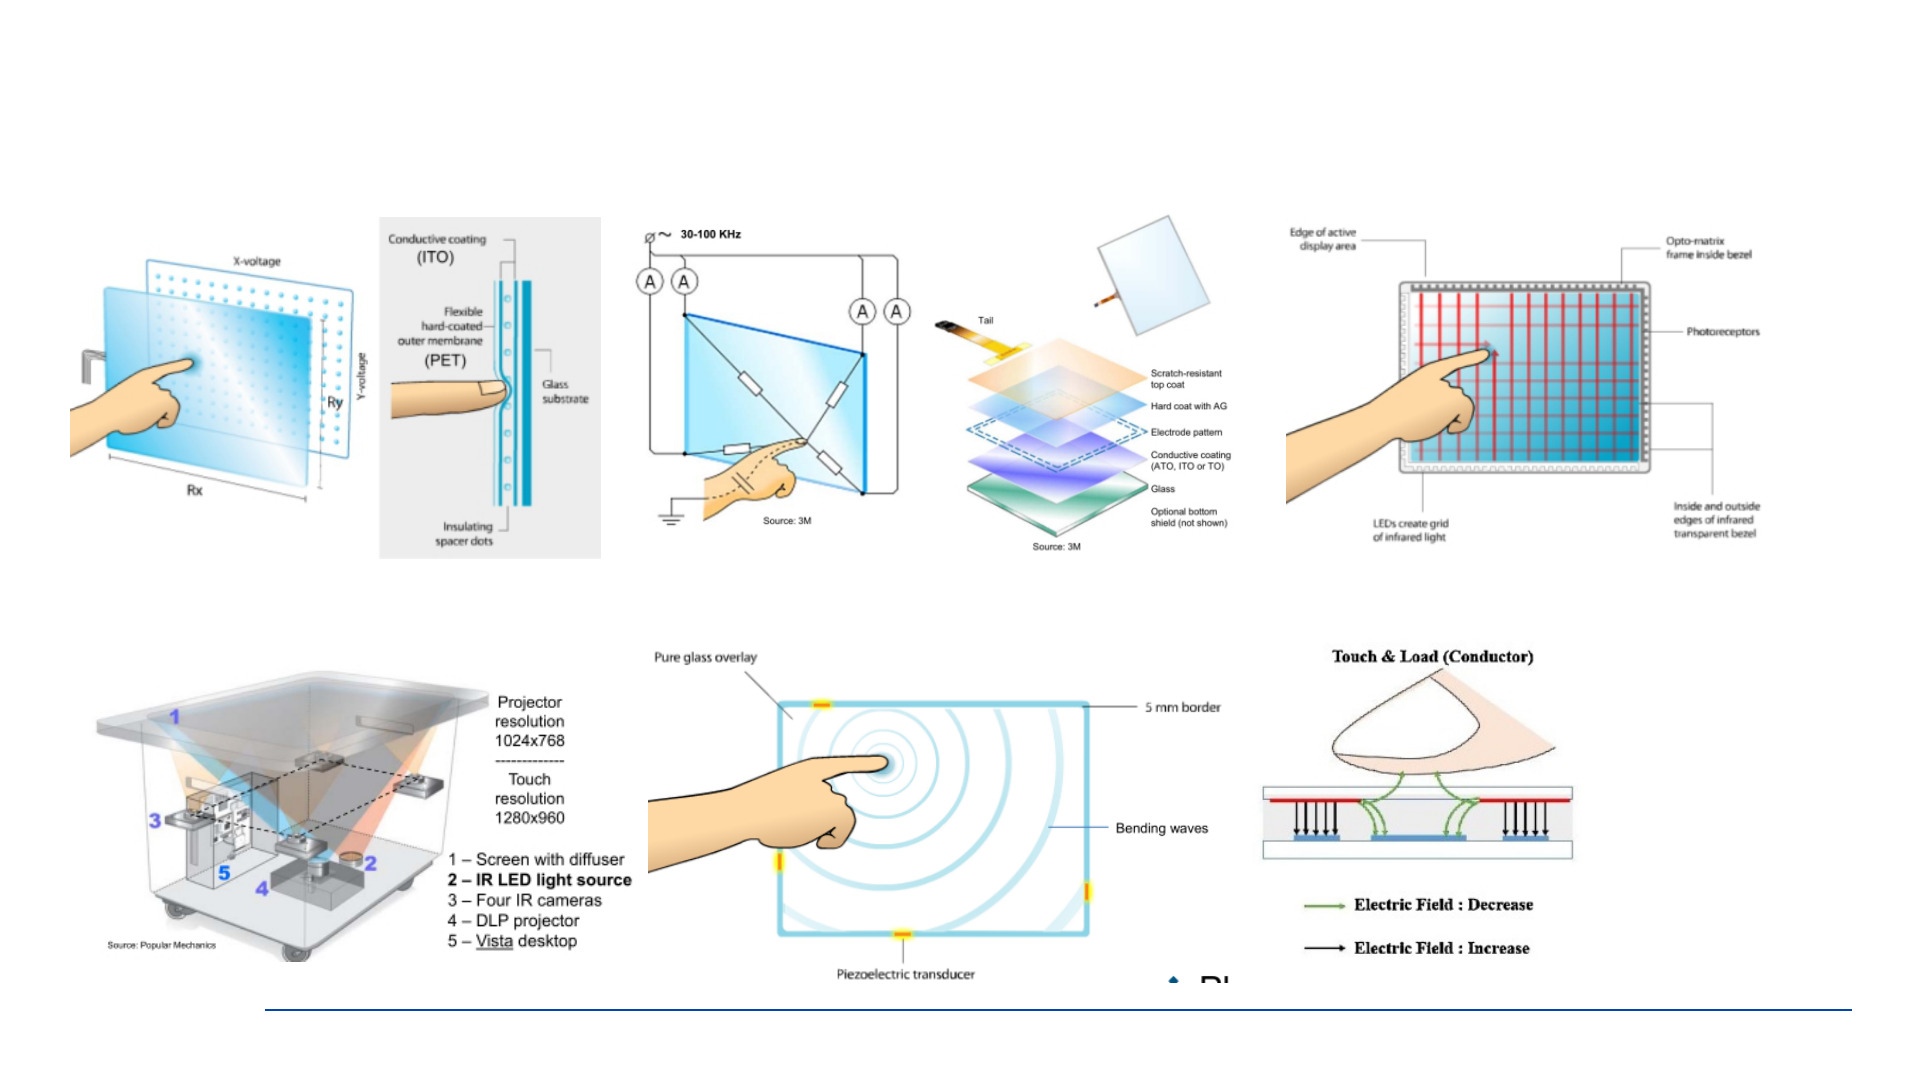 X-voltage
Y-voltage
Ry
Rx
Conductive coating
(ITO)
Flexible
hard-coated
outer membrane
(PET)
Glass
substrate
Insulating
spacer dots
30-100 KHz
A
A
A
A
Source: 3M
Tail
Scratch-resistant
top coat
Hard coat with AG
Electrode pattern
Conductive coating
(ATO, ITO or TO)
Glass
Optional bottom
shield (not shown)
Source: 3M
Edge of active
display area
Opto-matrix
frame inside bezel
Photoreceptors
Inside and outside
edges of infrared
transparent bezel
LEDs create grid
of infrared light
1
2
3
4
5
Projector
resolution
1024x768
-------------
Touch
resolution
1280x960
1 – Screen with diffuser
2 – IR LED light source
3 – Four IR cameras
4 – DLP projector
5 – Vista desktop
Source: Popular Mechanics
Pure glass overlay
5 mm border
Bending waves
Piezoelectric transducer
Touch & Load (Conductor)
Electric Field : Decrease
Electric Field : Increase